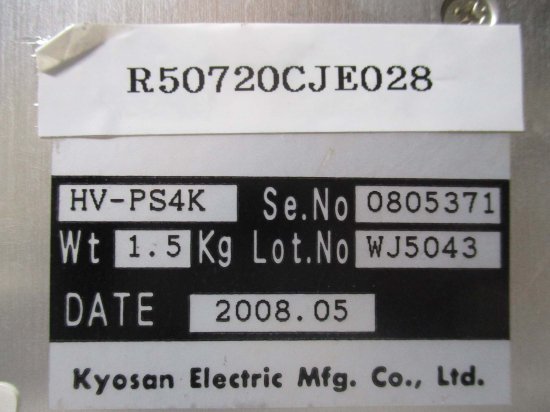 R50720CJE028
HV-PS4K Se.No 0805371
Wt 1.5 Kg Lot.No WJ5043
DATE 2008.05
Kyosan Electric Mfg. Co., Ltd.